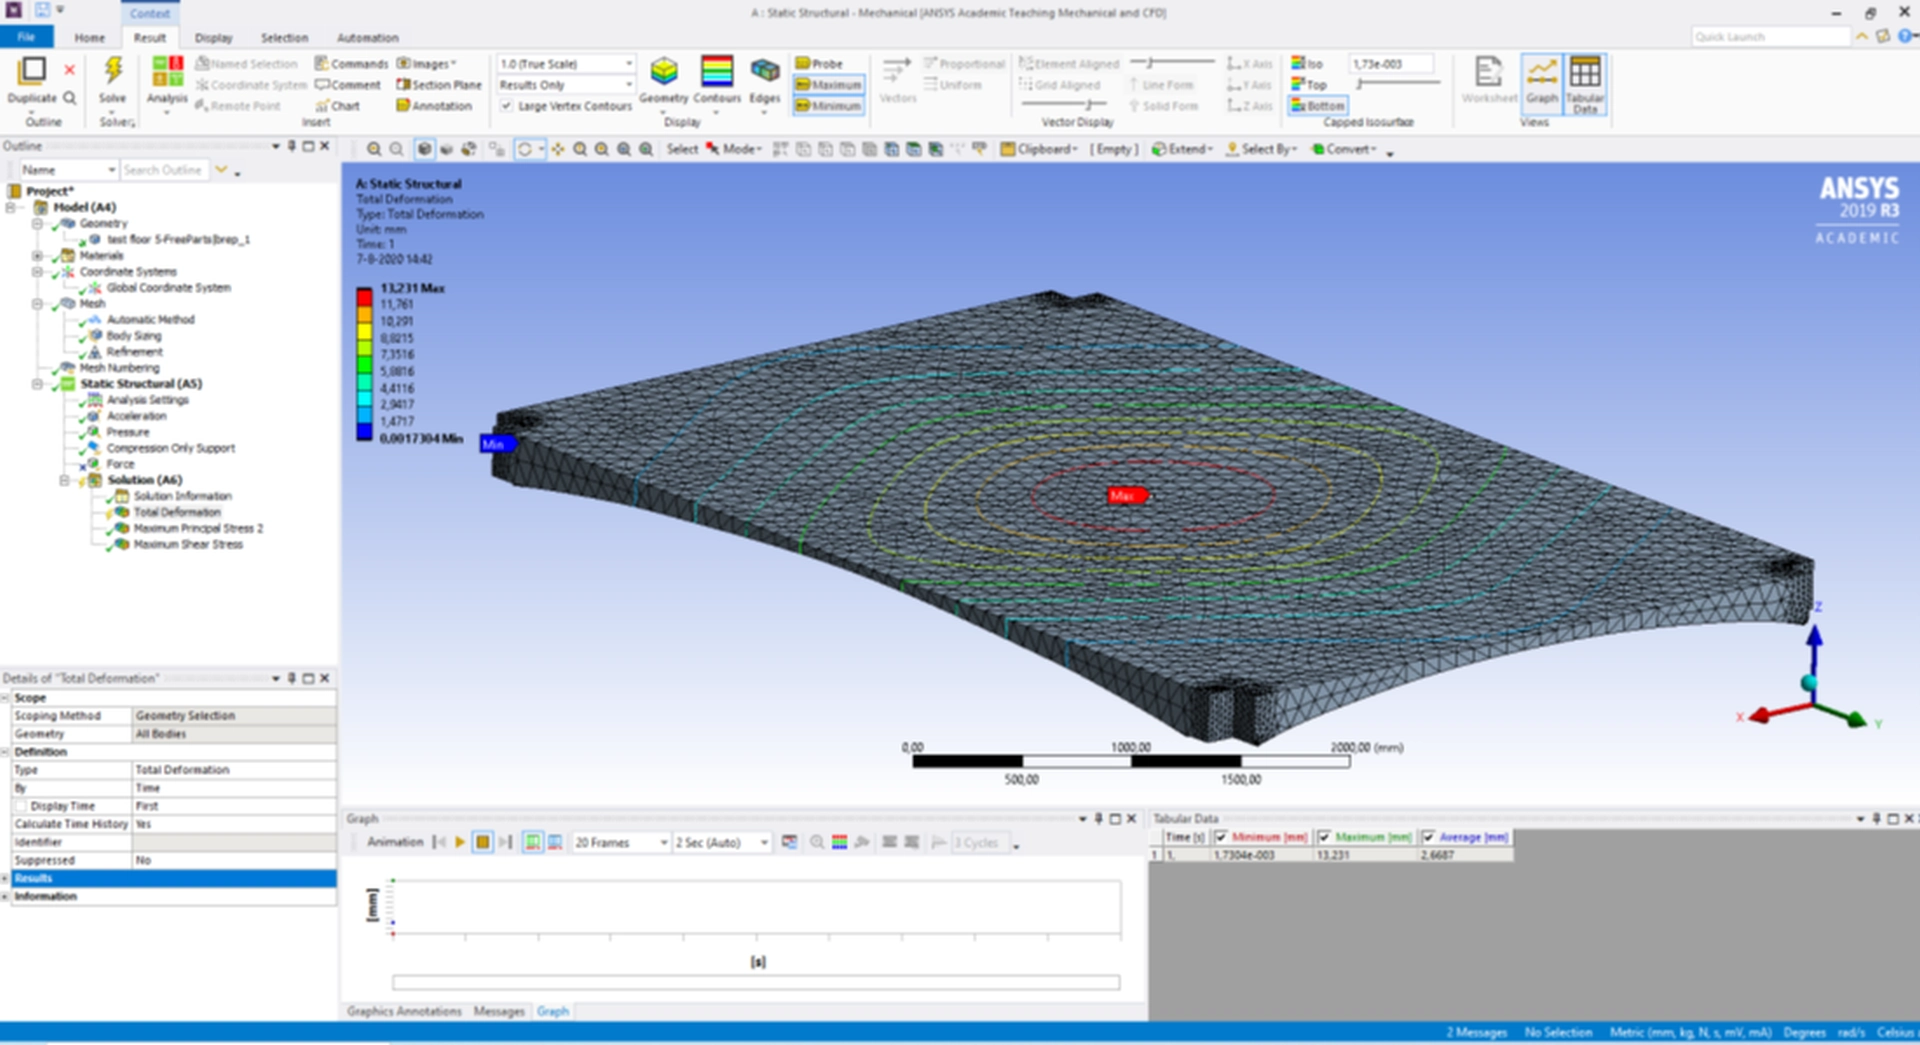 Context
A : Static Structural - Mechanical [ANSYS Academic Teaching Mechanical and CFD]
File Home Result Display Selection Automation
Quick Launch
Duplicate
Outline
Solve
Solver
Analysis
Named Selection
Coordinate System
Remote Point
Commands
Comment
Chart
Images
Section Plane
Annotation
Insert
1.0 (True Scale)
Results Only
Large Vertex Contours
Geometry Contours Edges
Probe
Maximum
Minimum
Display
Vectors
Proportional
Uniform
Element Aligned
Grid Aligned
Line Form
Solid Form
X Axis
Y Axis
Z Axis
Vector Display
Iso
Top
Bottom
1,73e-003
Capped Isosurface
Worksheet Graph Tabular Data
Views
Outline
Name
Search Outline
Select Mode
Clipboard [ Empty ] Extend Select By Convert
Project*
Model (A4)
Geometry
test floor 5-FreeParts|brep_1
Materials
Coordinate Systems
Global Coordinate System
Mesh
Automatic Method
Body Sizing
Refinement
Mesh Numbering
Static Structural (A5)
Analysis Settings
Acceleration
Pressure
Compression Only Support
Force
Solution (A6)
Solution Information
Total Deformation
Maximum Principal Stress 2
Maximum Shear Stress
A: Static Structural
Total Deformation
Type: Total Deformation
Unit: mm
Time: 1
7-8-2020 14:42
13,231 Max
11,761
10,291
8,8215
7,3516
5,8816
4,4116
2,9417
1,4717
0,0017304 Min
Min
Max
ANSYS
2019 R3
ACADEMIC
Z
X
Y
0,00 1000,00 2000,00 (mm)
500,00 1500,00
Details of "Total Deformation"
Scope
Scoping Method Geometry Selection
Geometry All Bodies
Definition
Type Total Deformation
By Time
Display Time First
Calculate Time History Yes
Identifier
Suppressed No
Results
Information
Graph
Animation
20 Frames
2 Sec (Auto)
3 Cycles
[mm]
[s]
Graphics Annotations Messages Graph
Tabular Data
Time [s] Minimum [mm] Maximum [mm] Average [mm]
1 1, 1,7304e-003 13,231 2,6687
2 Messages No Selection Metric (mm, kg, N, s, mV, mA) Degrees rad/s Celsius